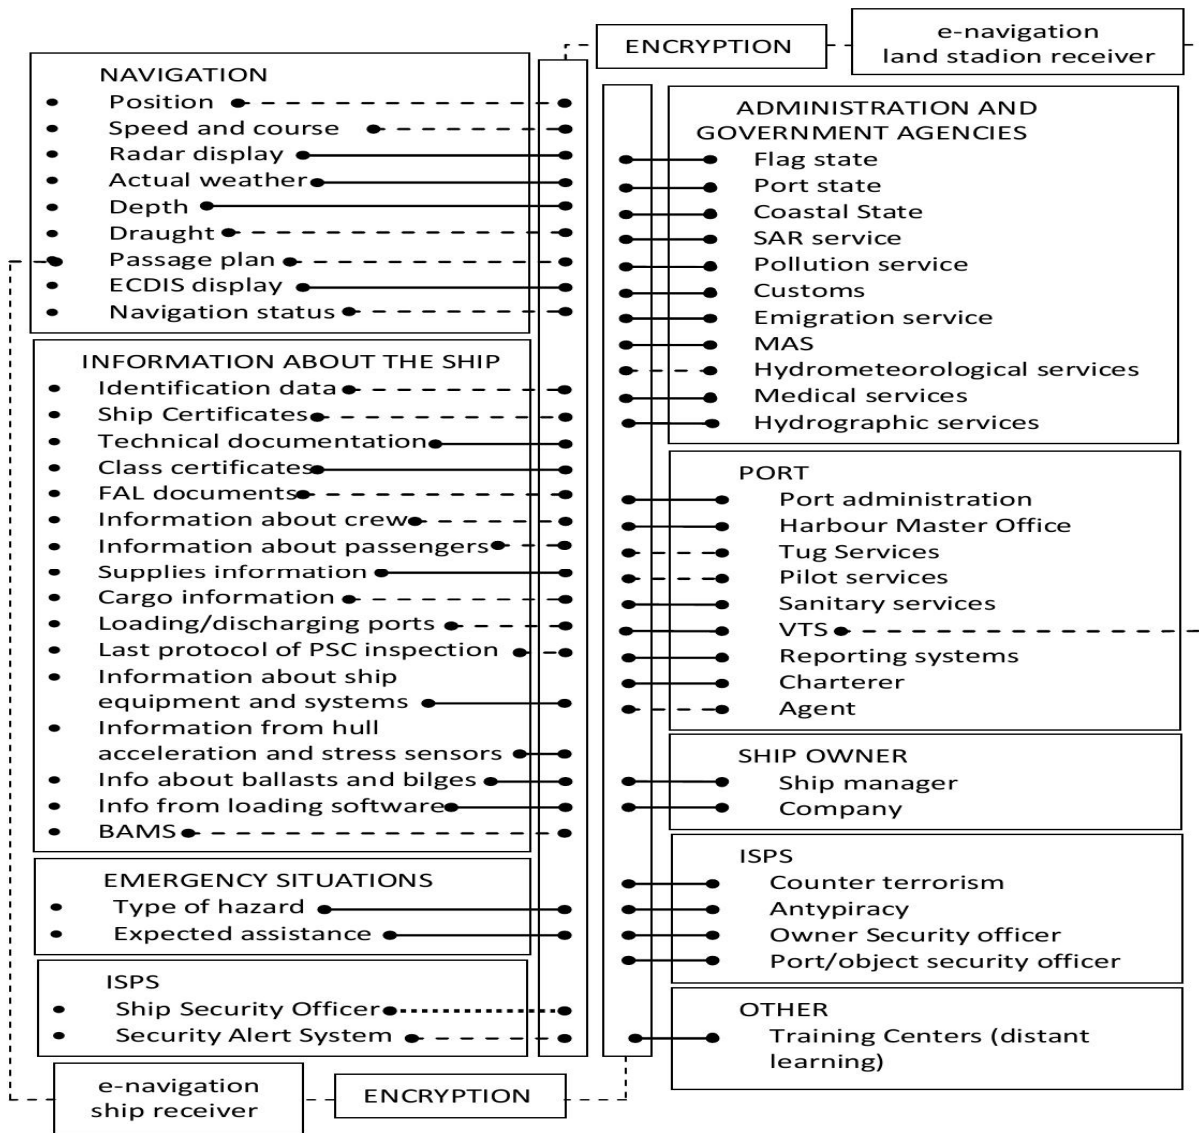 ENCRYPTION
e-navigation
land stadion receiver
NAVIGATION
• Position
• Speed and course
• Radar display
• Actual weather
• Depth
• Draught
• Passage plan
• ECDIS display
• Navigation status
INFORMATION ABOUT THE SHIP
• Identification data
• Ship Certificates
• Technical documentation
• Class certificates
• FAL documents
• Information about crew
• Information about passengers
• Supplies information
• Cargo information
• Loading/discharging ports
• Last protocol of PSC inspection
• Information about ship
equipment and systems
• Information from hull
acceleration and stress sensors
• Info about ballasts and bilges
• Info from loading software
• BAMS
EMERGENCY SITUATIONS
• Type of hazard
• Expected assistance
ISPS
• Ship Security Officer
• Security Alert System
e-navigation
ship receiver
ENCRYPTION
ADMINISTRATION AND
GOVERNMENT AGENCIES
Flag state
Port state
Coastal State
SAR service
Pollution service
Customs
Emigration service
MAS
Hydrometeorological services
Medical services
Hydrographic services
PORT
Port administration
Harbour Master Office
Tug Services
Pilot services
Sanitary services
VTS
Reporting systems
Charterer
Agent
SHIP OWNER
Ship manager
Company
ISPS
Counter terrorism
Antypiracy
Owner Security officer
Port/object security officer
OTHER
Training Centers (distant
learning)